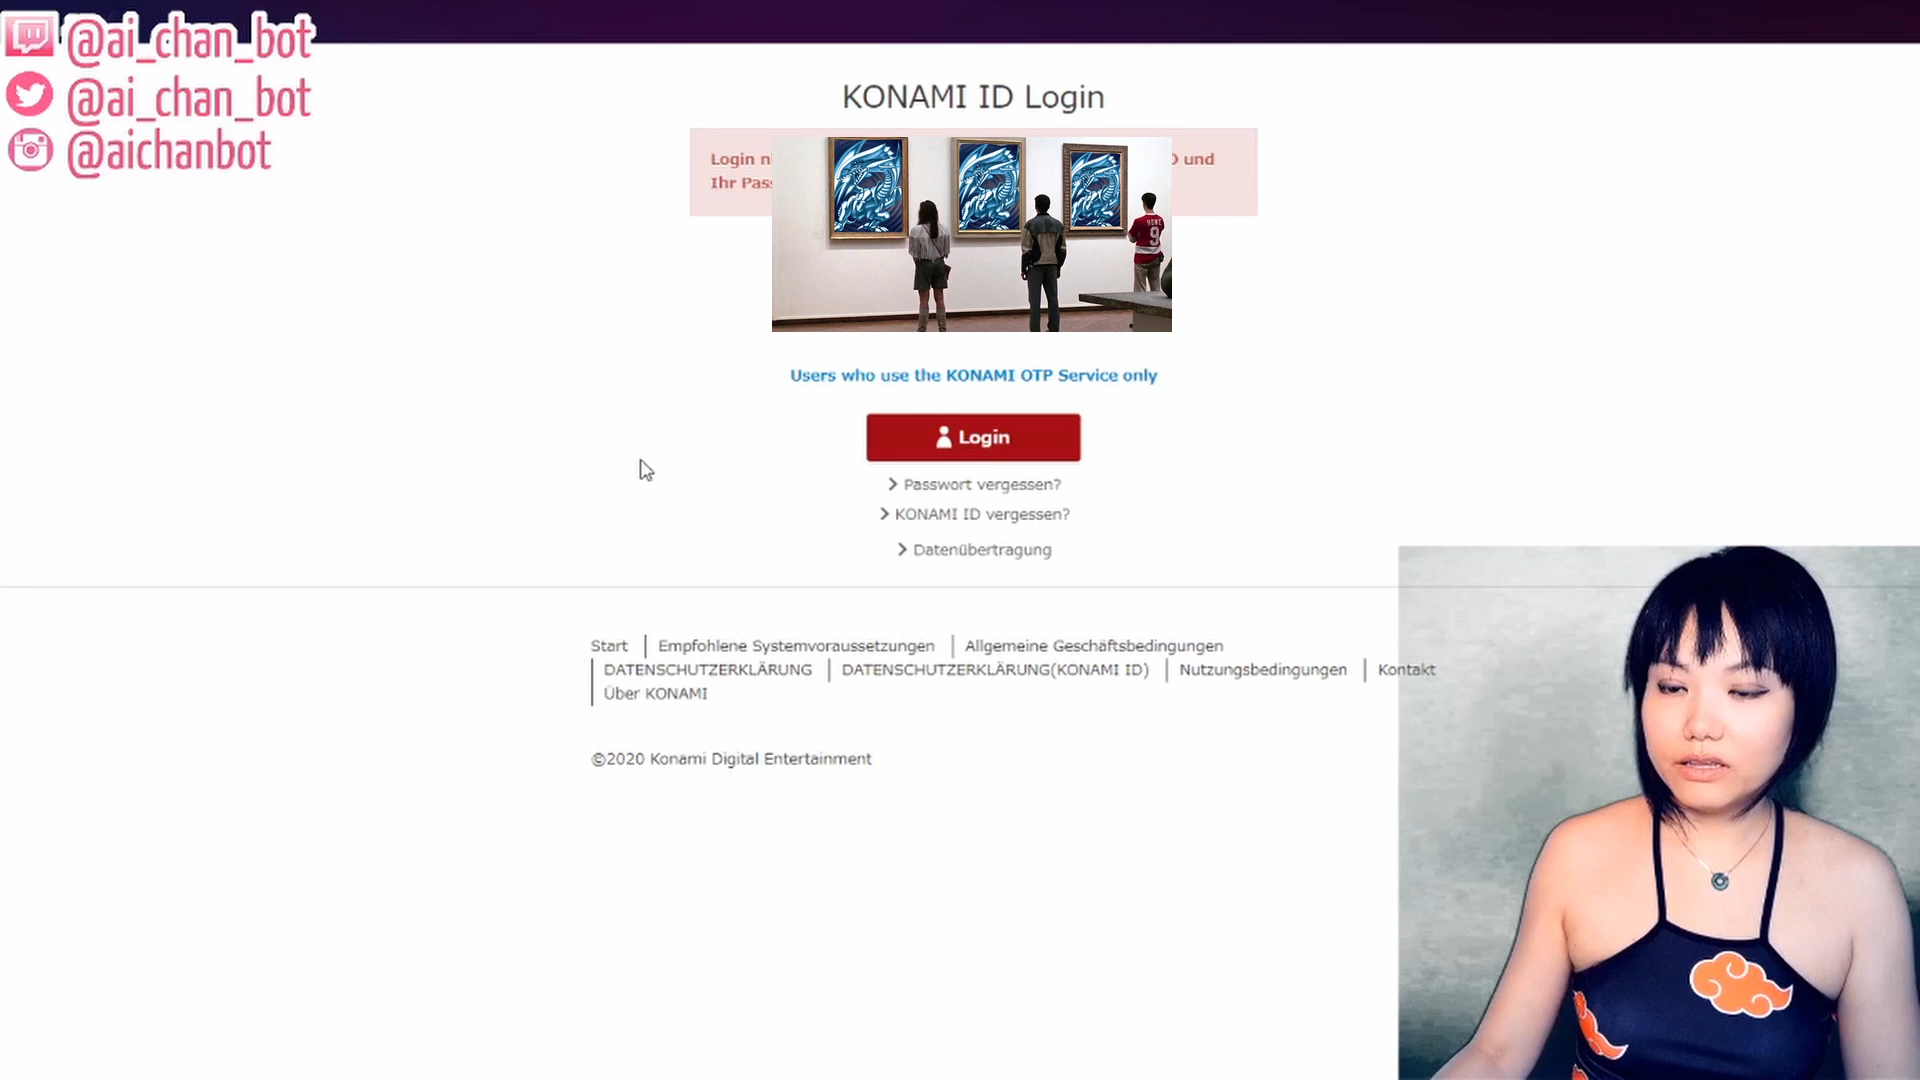 @ai_chan_bot
@ai_chan_bot
@aichanbot
KONAMI ID Login
Login und
Ihr
Users who use the KONAMI OTP Service only
Login
Passwort vergessen?
KONAMI ID vergessen?
Datenübertragung
Start | Empfohlene Systemvoraussetzungen | Allgemeine Geschäftsbedingungen
| DATENSCHUTZERKLÄRUNG | DATENSCHUTZERKLÄRUNG(KONAMI ID) | Nutzungsbedingungen | Kontakt
| Über KONAMI
©2020 Konami Digital Entertainment
HOWE
9